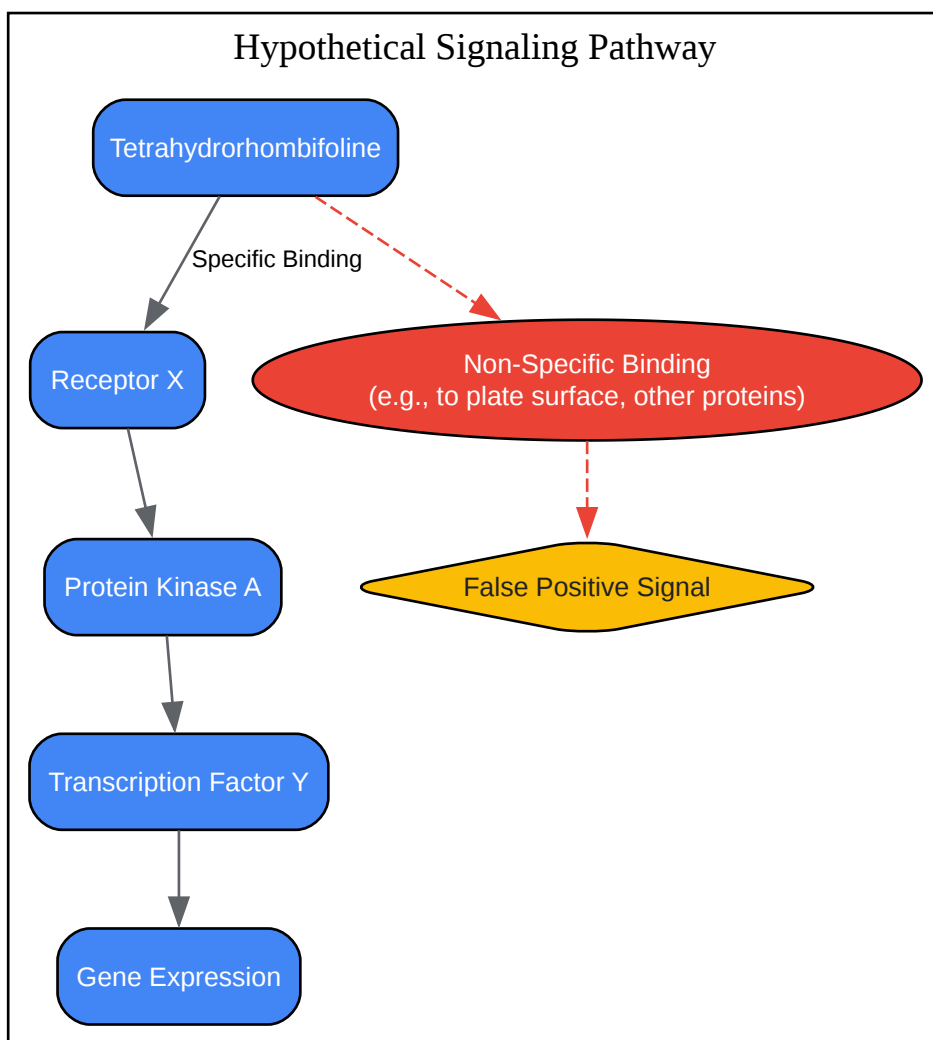 Hypothetical Signaling Pathway
Tetrahydrorhombifoline
Specific Binding
Receptor X
Non-Specific Binding
(e.g., to plate surface, other proteins)
Protein Kinase A
False Positive Signal
Transcription Factor Y
Gene Expression